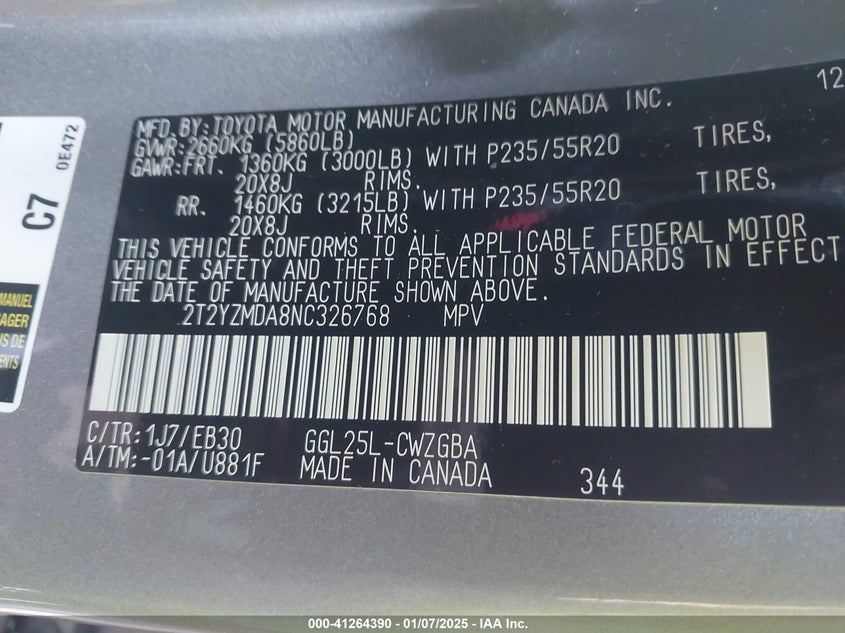 12
MFD.BY:TOYOTA MOTOR MANUFACTURING CANADA INC.
GVWR:2660KG (5860LB)
GAWR:FRT. 1360KG (3000LB) WITH P235/55R20 TIRES,
20X8J RIMS.
RR. 1460KG (3215LB) WITH P235/55R20 TIRES,
20X8J RIMS.
THIS VEHICLE CONFORMS TO ALL APPLICABLE FEDERAL MOTOR
VEHICLE SAFETY AND THEFT PREVENTION STANDARDS IN EFFECT
THE DATE OF MANUFACTURE SHOWN ABOVE.
2T2YZMDA8NC326768 MPV
C/TR:1J7/EB30 GGL25L-CWZGBA
A/TM:-01A/U881F MADE IN CANADA 344
C7
0E472
MANUEL
AGER
NS DE
ENTS
000-41264390 - 01/07/2025 - IAA Inc.